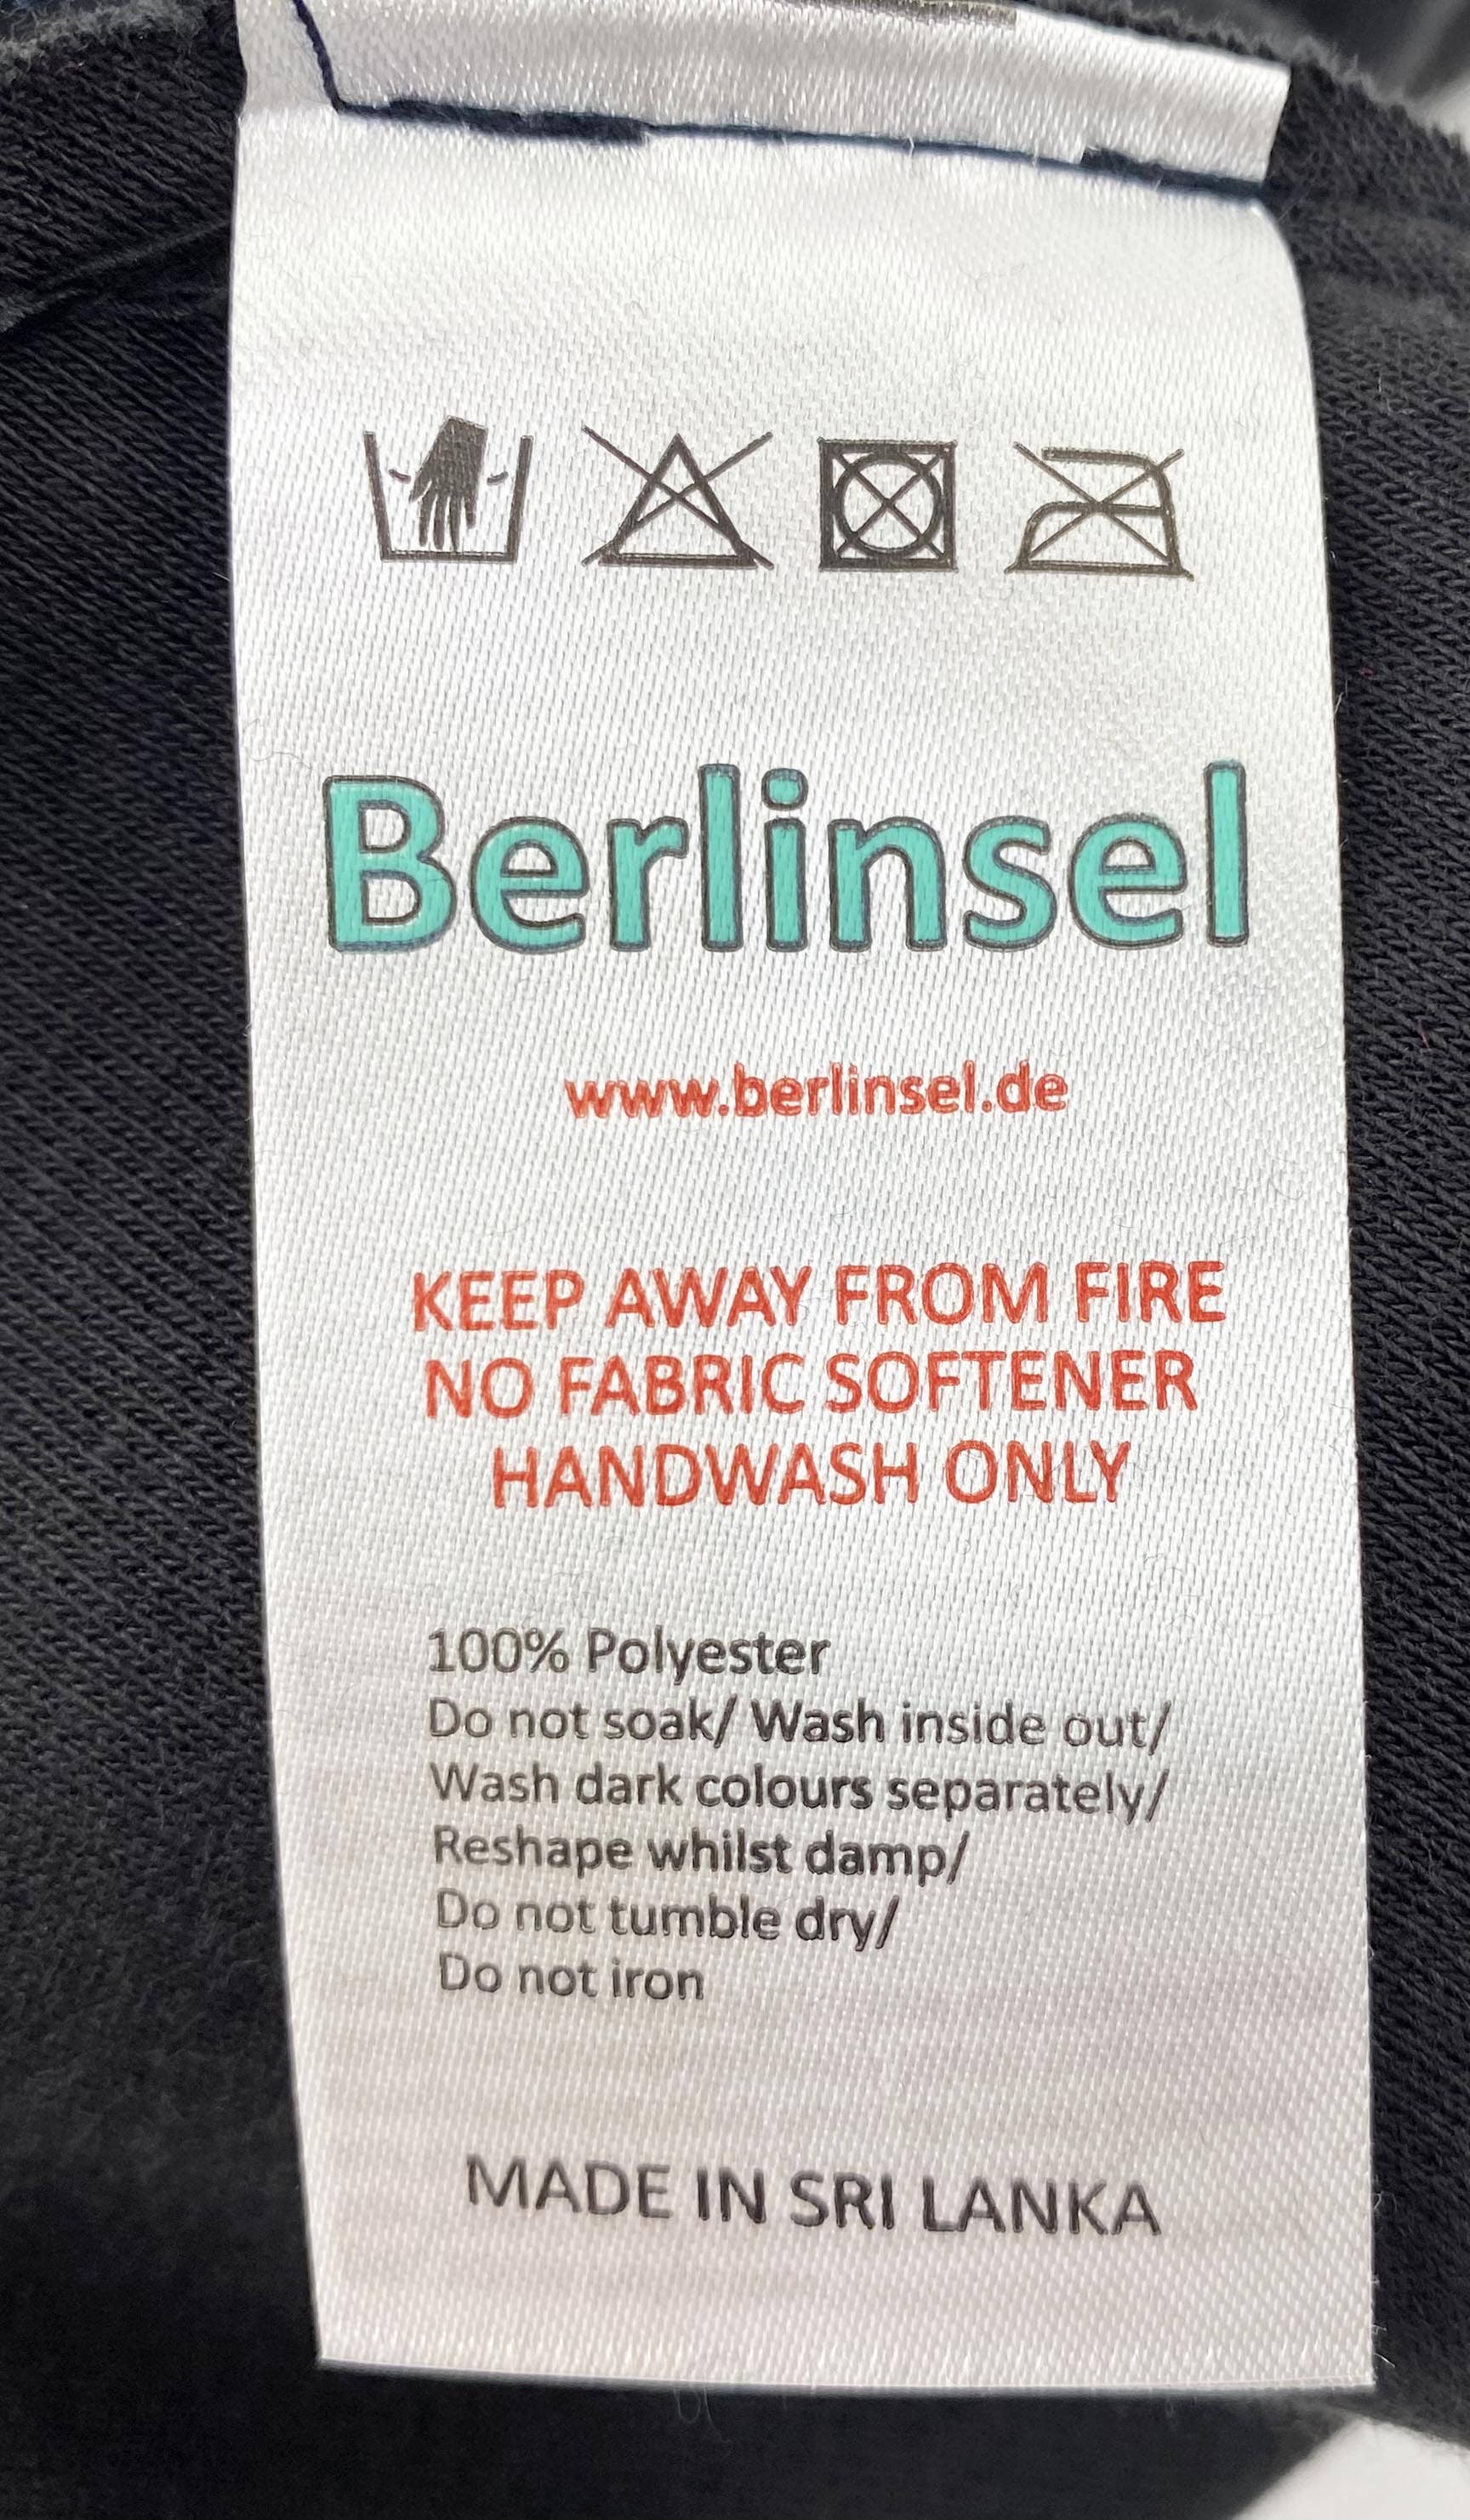 Berlinsel
www.berlinsel.de
KEEP AWAY FROM FIRE
NO FABRIC SOFTENER
HANDWASH ONLY
100% Polyester
Do not soak/ Wash inside out/
Wash dark colours separately/
Reshape whilst damp/
Do not tumble dry/
Do not iron
MADE IN SRI LANKA